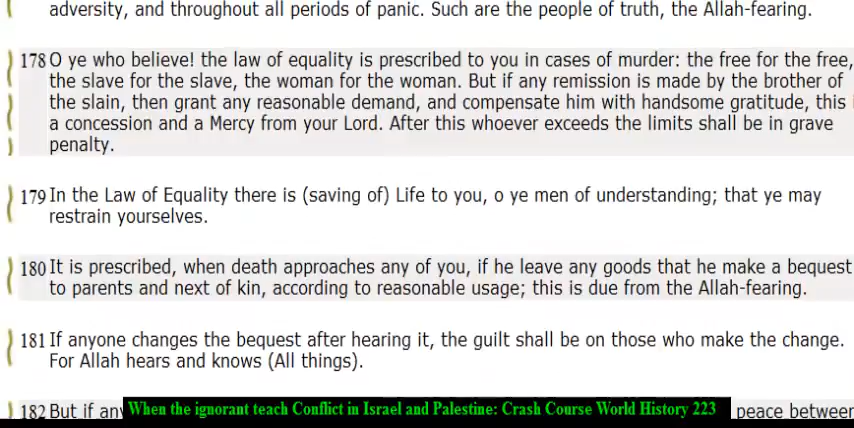 adversity, and throughout all periods of panic. Such are the people of truth, the Allah-fearing.
178 O ye who believe! the law of equality is prescribed to you in cases of murder: the free for the free,
the slave for the slave, the woman for the woman. But if any remission is made by the brother of
the slain, then grant any reasonable demand, and compensate him with handsome gratitude, this
a concession and a Mercy from your Lord. After this whoever exceeds the limits shall be in grave
penalty.
179 In the Law of Equality there is (saving of) Life to you, o ye men of understanding; that ye may
restrain yourselves.
180 It is prescribed, when death approaches any of you, if he leave any goods that he make a bequest
to parents and next of kin, according to reasonable usage; this is due from the Allah-fearing.
181 If anyone changes the bequest after hearing it, the guilt shall be on those who make the change.
For Allah hears and knows (All things).
182 But if any peace between
When the ignorant teach Conflict in Israel and Palestine: Crash Course World History 223